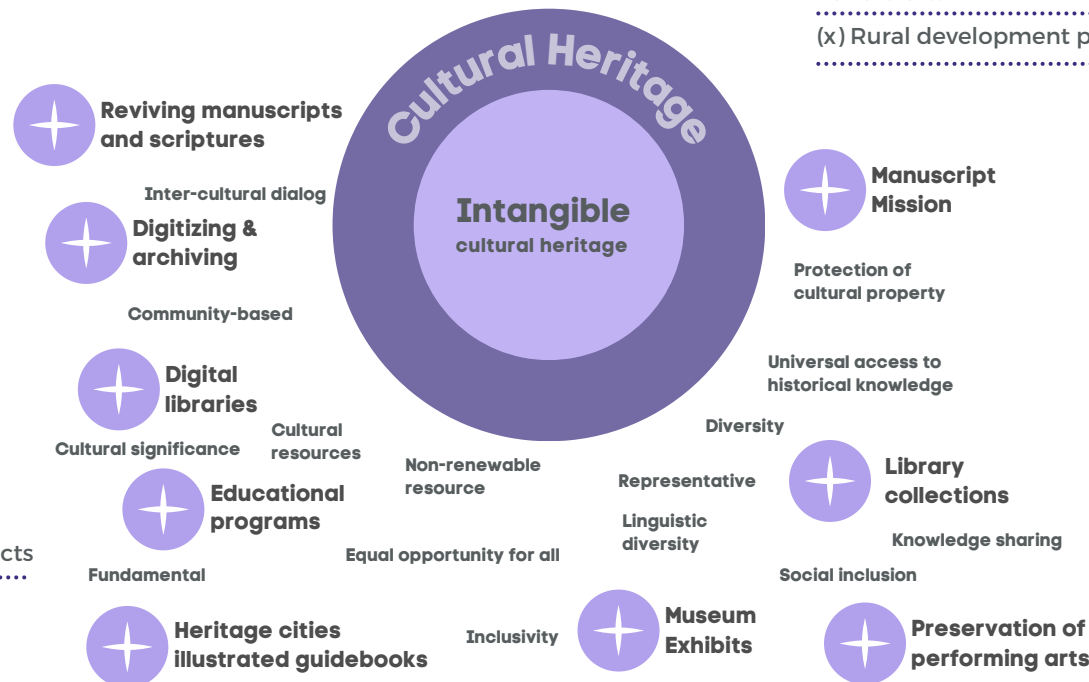 (x) Rural development p
Cultural Heritage
Intangible
cultural heritage
Reviving manuscripts
and scriptures
Inter-cultural dialog
Digitizing &
archiving
Community-based
Digital
libraries
Cultural significance
Cultural
resources
Non-renewable
resource
Educational
programs
Equal opportunity for all
cts
Fundamental
Heritage cities
illustrated guidebooks
Inclusivity
Manuscript
Mission
Protection of
cultural property
Universal access to
historical knowledge
Diversity
Representative
Library
collections
Linguistic
diversity
Knowledge sharing
Social inclusion
Museum
Exhibits
Preservation of
performing arts